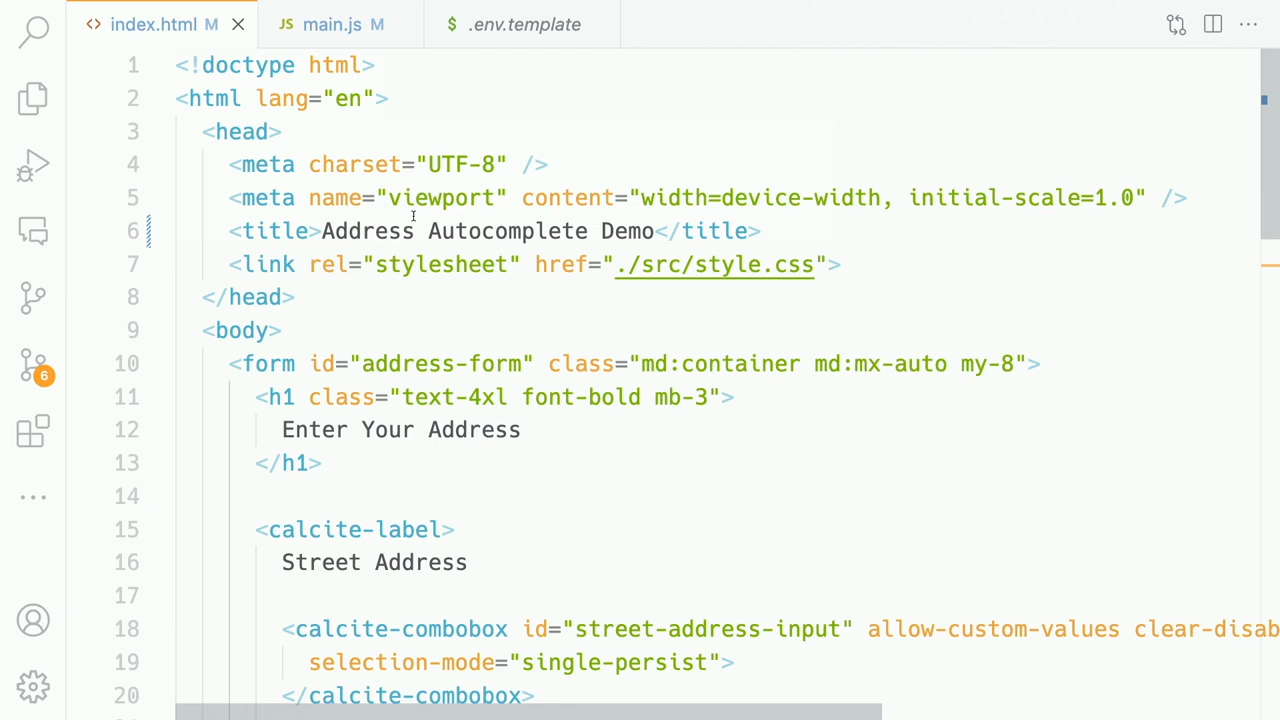 <> index.html M ×
JS main.js M
$ .env.template
1 <!doctype html>
2 <html lang="en">
3 <head>
4 <meta charset="UTF-8" />
5 <meta name="viewport" content="width=device-width, initial-scale=1.0" />
6 <title>Address Autocomplete Demo</title>
7 <link rel="stylesheet" href="./src/style.css">
8 </head>
9 <body>
10 <form id="address-form" class="md:container md:mx-auto my-8">
11 <h1 class="text-4xl font-bold mb-3">
12 Enter Your Address
13 </h1>
14
15 <calcite-label>
16 Street Address
17
18 <calcite-combobox id="street-address-input" allow-custom-values clear-disab
19 selection-mode="single-persist">
20 </calcite-combobox>
6